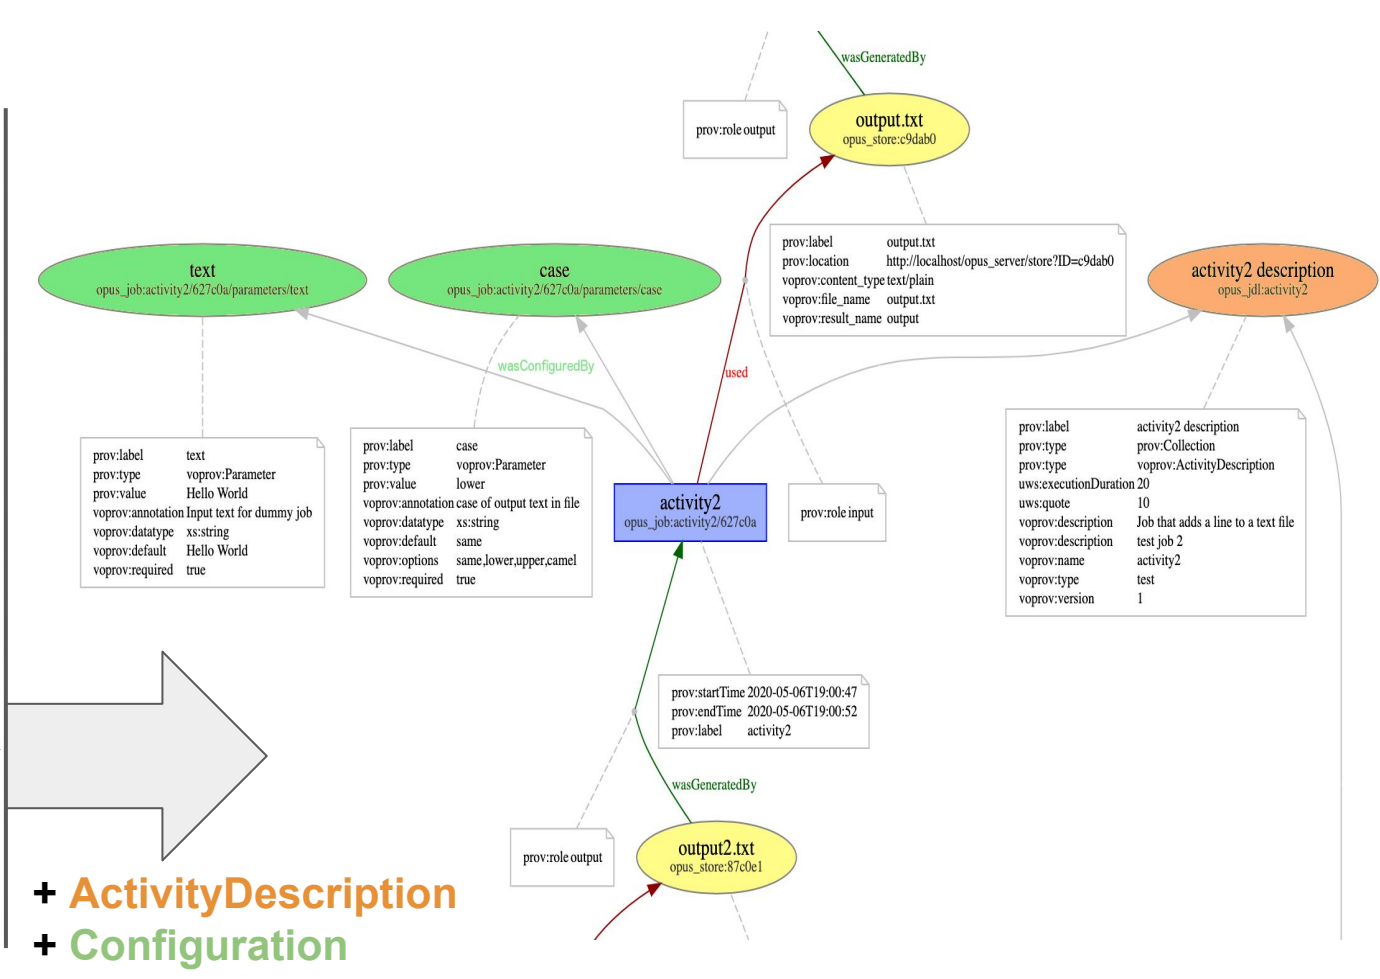 wasGeneratedBy
prov:role output
output.txt
opus_store:c9dab0
prov:label output.txt
prov:location http://localhost/opus_server/store?ID=c9dab0
voprov:content_type text/plain
voprov:file_name output.txt
voprov:result_name output
text
opus_job:activity2/627c0a/parameters/text
case
opus_job:activity2/627c0a/parameters/case
activity2 description
opus_jdl:activity2
wasConfiguredBy
used
prov:label text
prov:type voprov:Parameter
prov:value Hello World
voprov:annotation Input text for dummy job
voprov:datatype xs:string
voprov:default Hello World
voprov:required true
prov:label case
prov:type voprov:Parameter
prov:value lower
voprov:annotation case of output text in file
voprov:datatype xs:string
voprov:default same
voprov:options same,lower,upper,camel
voprov:required true
activity2
opus_job:activity2/627c0a
prov:role input
prov:label activity2 description
prov:type prov:Collection
prov:type voprov:ActivityDescription
uws:executionDuration 20
uws:quote 10
voprov:description Job that adds a line to a text file
voprov:description test job 2
voprov:name activity2
voprov:type test
voprov:version 1
prov:startTime 2020-05-06T19:00:47
prov:endTime 2020-05-06T19:00:52
prov:label activity2
wasGeneratedBy
prov:role output
output2.txt
opus_store:87c0e1
+ ActivityDescription
+ Configuration